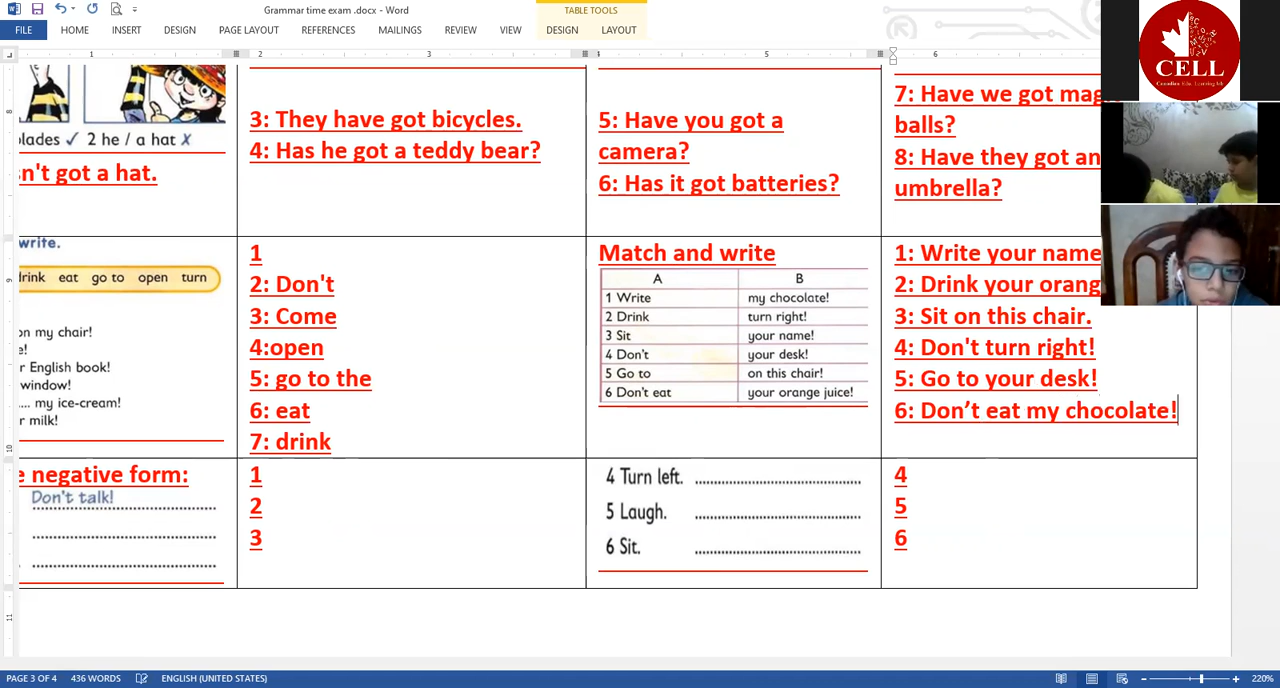 Grammar time exam .docx - Word
TABLE TOOLS
FILE HOME INSERT DESIGN PAGE LAYOUT REFERENCES MAILINGS REVIEW VIEW DESIGN LAYOUT
1 2 3 4 5 6
CELL
3: They have got bicycles.
4: Has he got a teddy bear?
5: Have you got a
camera?
6: Has it got batteries?
7: Have we got
balls?
8: Have they got an
umbrella?
✓ 2 he / a hat ✗
got a hat.
write.
eat go to open turn
on my chair!
English book!
window!
.... my ice-cream!
milk!
1
2: Don't
3: Come
4:open
5: go to the
6: eat
7: drink
Match and write
A B
1 Write my chocolate!
2 Drink turn right!
3 Sit your name!
4 Don't your desk!
5 Go to on this chair!
6 Don't eat your orange juice!
1: Write your name
2: Drink your
3: Sit on this chair.
4: Don't turn right!
5: Go to your desk!
6: Don’t eat my chocolate!
negative form:
Don't talk!
1
2
3
4 Turn left. ........................................
5 Laugh. ........................................
6 Sit. ........................................
4
5
6
PAGE 3 OF 4 436 WORDS ENGLISH (UNITED STATES) 220%